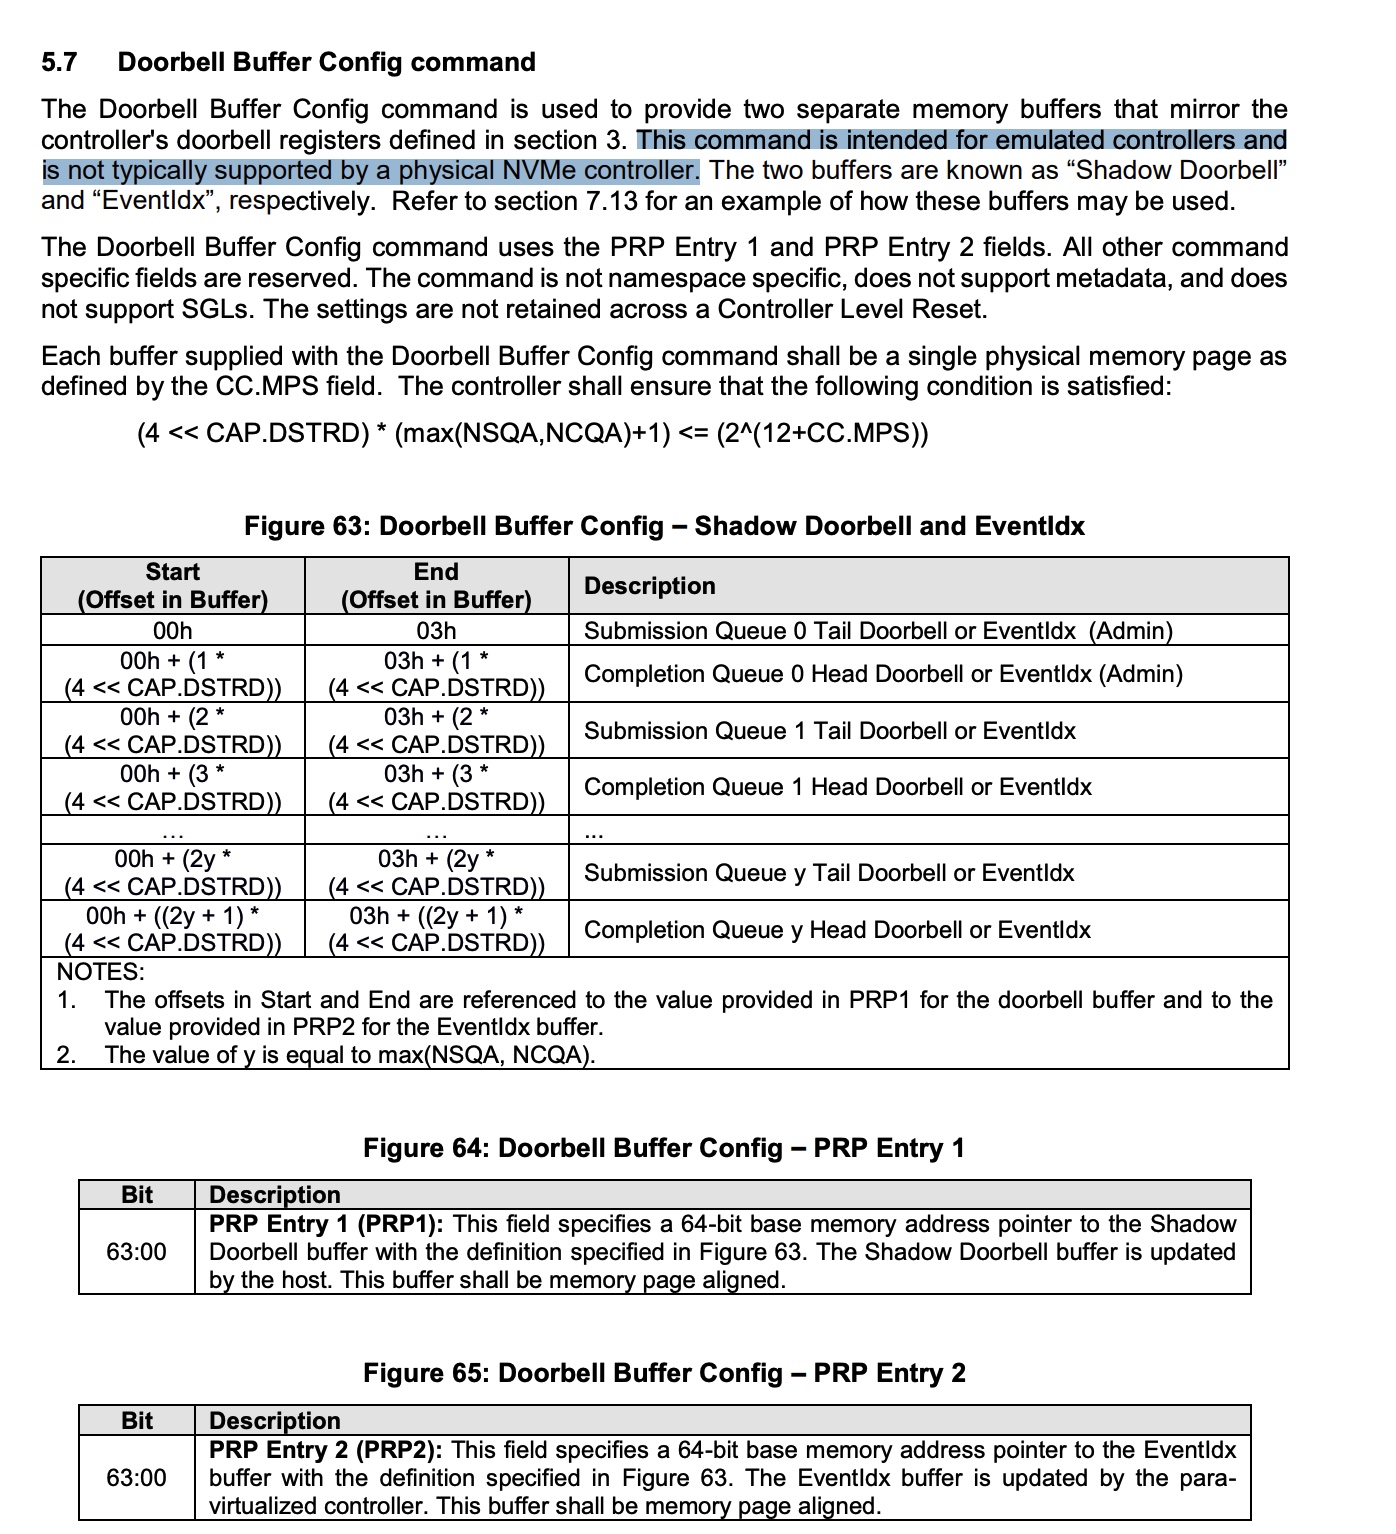 5.7 Doorbell Buffer Config command
The Doorbell Buffer Config command is used to provide two separate memory buffers that mirror the
controller's doorbell registers defined in section 3. This command is intended for emulated controllers and
is not typically supported by a physical NVMe controller. The two buffers are known as “Shadow Doorbell”
and “EventIdx”, respectively. Refer to section 7.13 for an example of how these buffers may be used.
The Doorbell Buffer Config command uses the PRP Entry 1 and PRP Entry 2 fields. All other command
specific fields are reserved. The command is not namespace specific, does not support metadata, and does
not support SGLs. The settings are not retained across a Controller Level Reset.
Each buffer supplied with the Doorbell Buffer Config command shall be a single physical memory page as
defined by the CC.MPS field. The controller shall ensure that the following condition is satisfied:
(4 << CAP.DSTRD) * (max(NSQA,NCQA)+1) <= (2^(12+CC.MPS))
Figure 63: Doorbell Buffer Config – Shadow Doorbell and EventIdx
Start
(Offset in Buffer)
End
(Offset in Buffer)
Description
00h
03h
Submission Queue 0 Tail Doorbell or EventIdx (Admin)
00h + (1 *
(4 << CAP.DSTRD))
03h + (1 *
(4 << CAP.DSTRD))
Completion Queue 0 Head Doorbell or EventIdx (Admin)
00h + (2 *
(4 << CAP.DSTRD))
03h + (2 *
(4 << CAP.DSTRD))
Submission Queue 1 Tail Doorbell or EventIdx
00h + (3 *
(4 << CAP.DSTRD))
03h + (3 *
(4 << CAP.DSTRD))
Completion Queue 1 Head Doorbell or EventIdx
…
…
...
00h + (2y *
(4 << CAP.DSTRD))
03h + (2y *
(4 << CAP.DSTRD))
Submission Queue y Tail Doorbell or EventIdx
00h + ((2y + 1) *
(4 << CAP.DSTRD))
03h + ((2y + 1) *
(4 << CAP.DSTRD))
Completion Queue y Head Doorbell or EventIdx
NOTES:
1. The offsets in Start and End are referenced to the value provided in PRP1 for the doorbell buffer and to the
value provided in PRP2 for the EventIdx buffer.
2. The value of y is equal to max(NSQA, NCQA).
Figure 64: Doorbell Buffer Config – PRP Entry 1
Bit
Description
63:00
PRP Entry 1 (PRP1): This field specifies a 64-bit base memory address pointer to the Shadow
Doorbell buffer with the definition specified in Figure 63. The Shadow Doorbell buffer is updated
by the host. This buffer shall be memory page aligned.
Figure 65: Doorbell Buffer Config – PRP Entry 2
Bit
Description
63:00
PRP Entry 2 (PRP2): This field specifies a 64-bit base memory address pointer to the EventIdx
buffer with the definition specified in Figure 63. The EventIdx buffer is updated by the para-
virtualized controller. This buffer shall be memory page aligned.